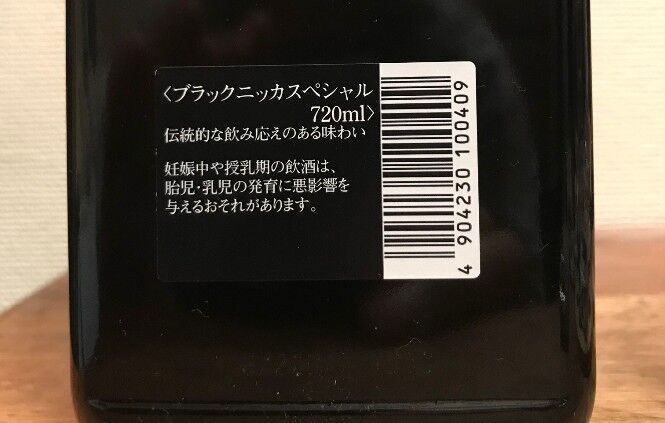 〈ブラックニッカスペシャル
720ml〉
伝統的な飲み応えのある味わい
妊娠中や授乳期の飲酒は、
胎児・乳児の発育に悪影響を
与えるおそれがあります。
4 904230 100409